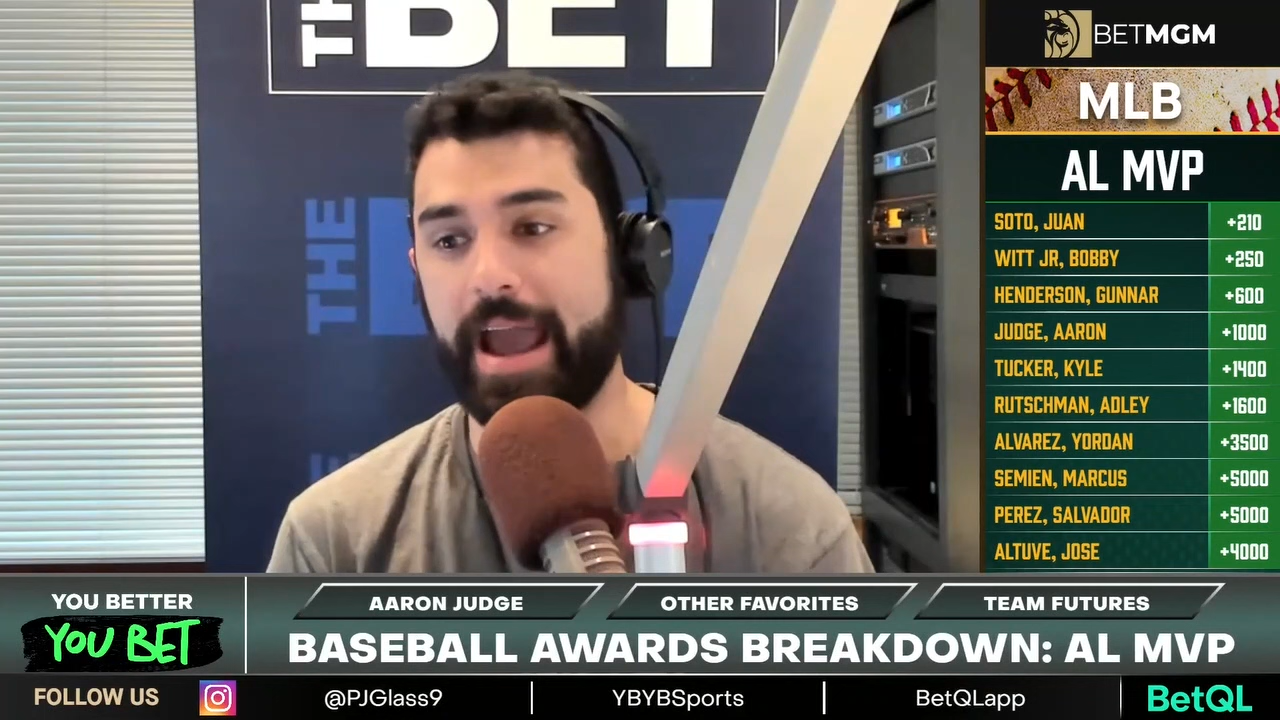 THE
BET
THE
BETMGM
MLB
AL MVP
SOTO, JUAN +210
WITT JR, BOBBY +250
HENDERSON, GUNNAR +600
JUDGE, AARON +1000
TUCKER, KYLE +1400
RUTSCHMAN, ADLEY +1600
ALVAREZ, YORDAN +3500
SEMIEN, MARCUS +5000
PEREZ, SALVADOR +5000
ALTUVE, JOSE +4000
YOU BETTER
YOU BET
AARON JUDGE OTHER FAVORITES TEAM FUTURES
BASEBALL AWARDS BREAKDOWN: AL MVP
FOLLOW US @PJGlass9 YBYBSports BetQLapp BetQL